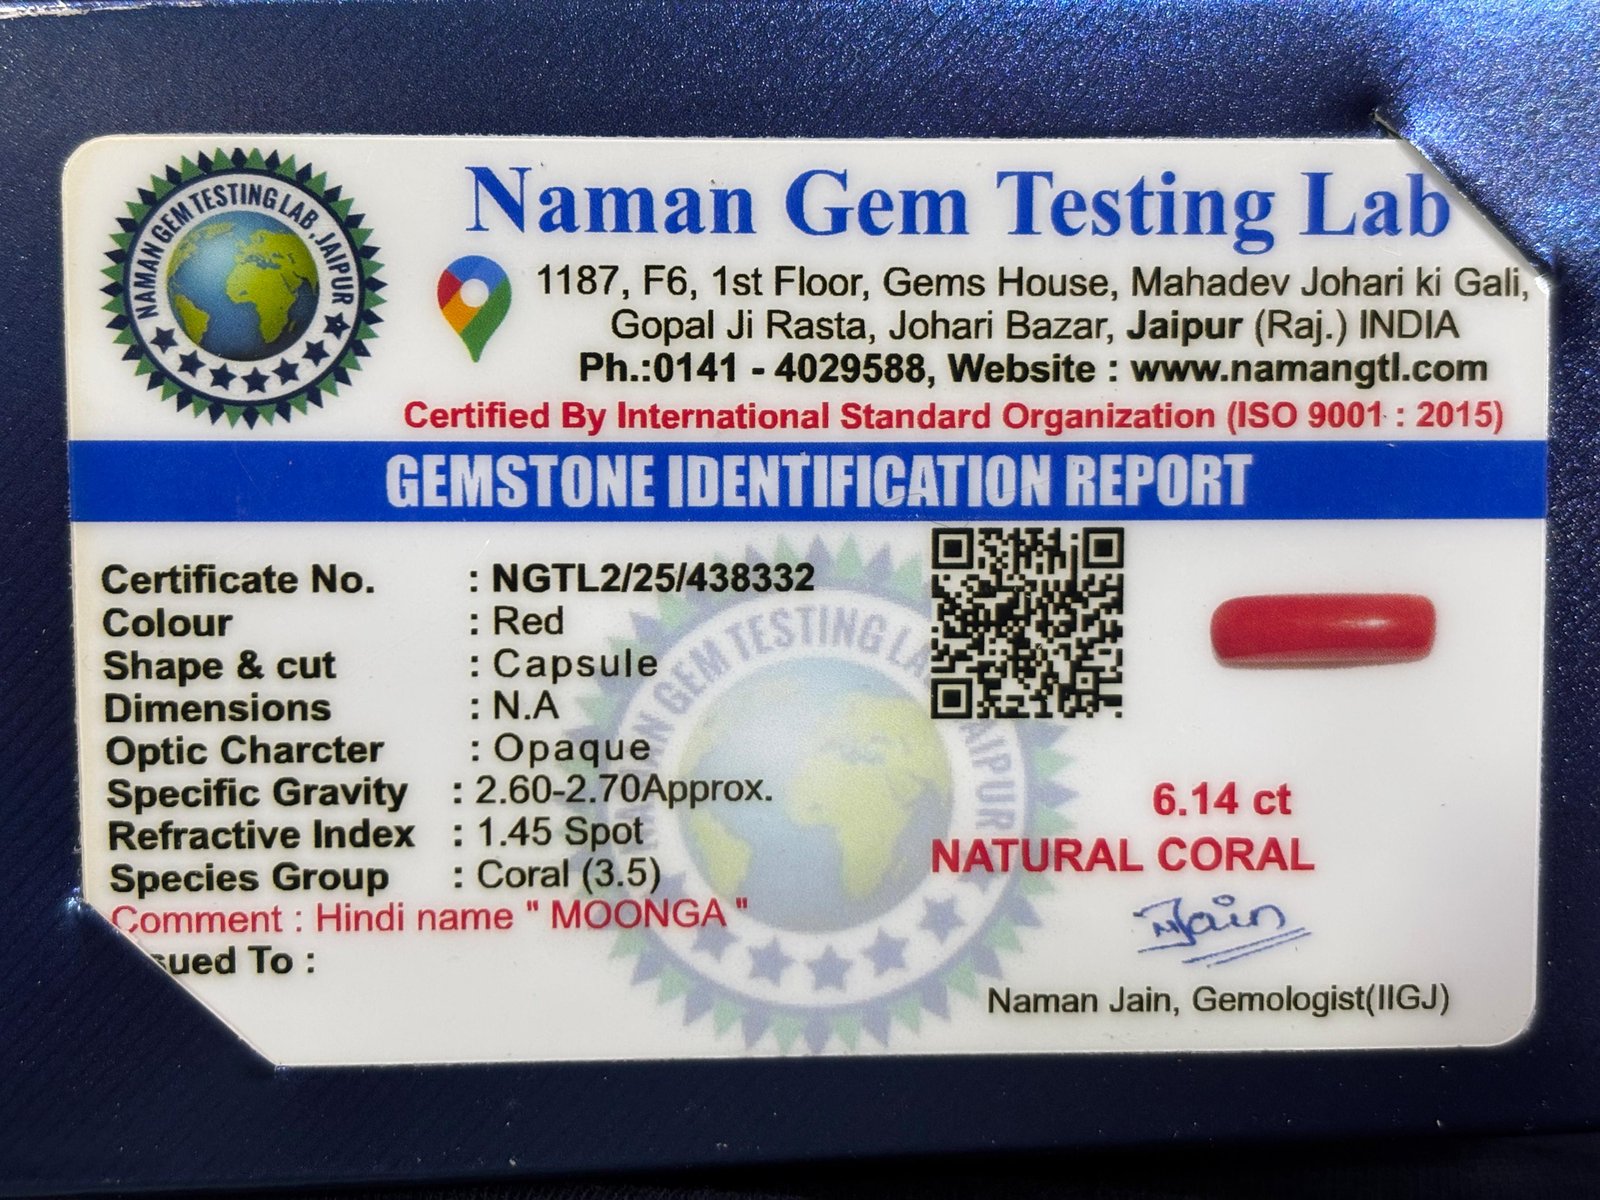 NAMAN GEM TESTING LAB, JAIPUR
Naman Gem Testing Lab
1187, F6, 1st Floor, Gems House, Mahadev Johari ki Gali,
Gopal Ji Rasta, Johari Bazar, Jaipur (Raj.) INDIA
Ph.:0141 - 4029588, Website : www.namangtl.com
Certified By International Standard Organization (ISO 9001 : 2015)
GEMSTONE IDENTIFICATION REPORT
Certificate No. : NGTL2/25/438332
Colour : Red
Shape & cut : Capsule
Dimensions : N.A
Optic Charcter : Opaque
Specific Gravity : 2.60-2.70Approx.
Refractive Index : 1.45 Spot
Species Group : Coral (3.5)
Comment : Hindi name " MOONGA "
sued To :
6.14 ct
NATURAL CORAL
NJain
Naman Jain, Gemologist(IIGJ)